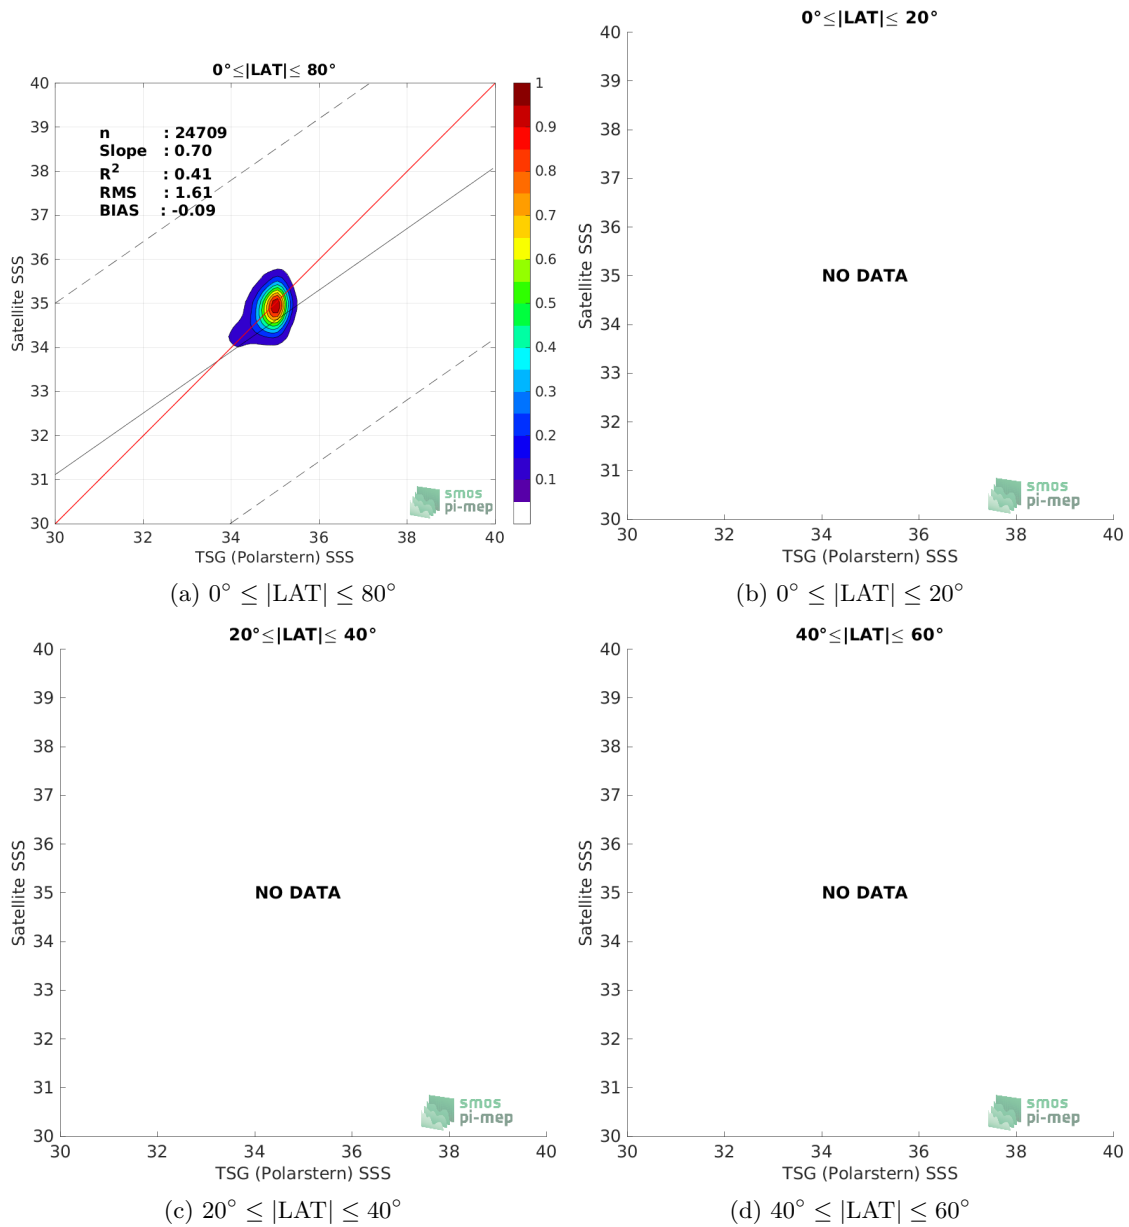 0°≤|LAT|≤ 80°
n : 24709
Slope : 0.70
R² : 0.41
RMS : 1.61
BIAS : -0.09
40
39
38
37
36
35
34
33
32
31
30
Satellite SSS
30 32 34 36 38 40
TSG (Polarstern) SSS
1
0.9
0.8
0.7
0.6
0.5
0.4
0.3
0.2
0.1
smos
pi-mep
(a) 0° ≤ |LAT| ≤ 80°
0°≤|LAT|≤ 20°
40
39
38
37
36
35
34
33
32
31
30
Satellite SSS
NO DATA
smos
pi-mep
30 32 34 36 38 40
TSG (Polarstern) SSS
(b) 0° ≤ |LAT| ≤ 20°
20°≤|LAT|≤ 40°
40
39
38
37
36
35
34
33
32
31
30
Satellite SSS
NO DATA
smos
pi-mep
30 32 34 36 38 40
TSG (Polarstern) SSS
(c) 20° ≤ |LAT| ≤ 40°
40°≤|LAT|≤ 60°
40
39
38
37
36
35
34
33
32
31
30
Satellite SSS
NO DATA
smos
pi-mep
30 32 34 36 38 40
TSG (Polarstern) SSS
(d) 40° ≤ |LAT| ≤ 60°